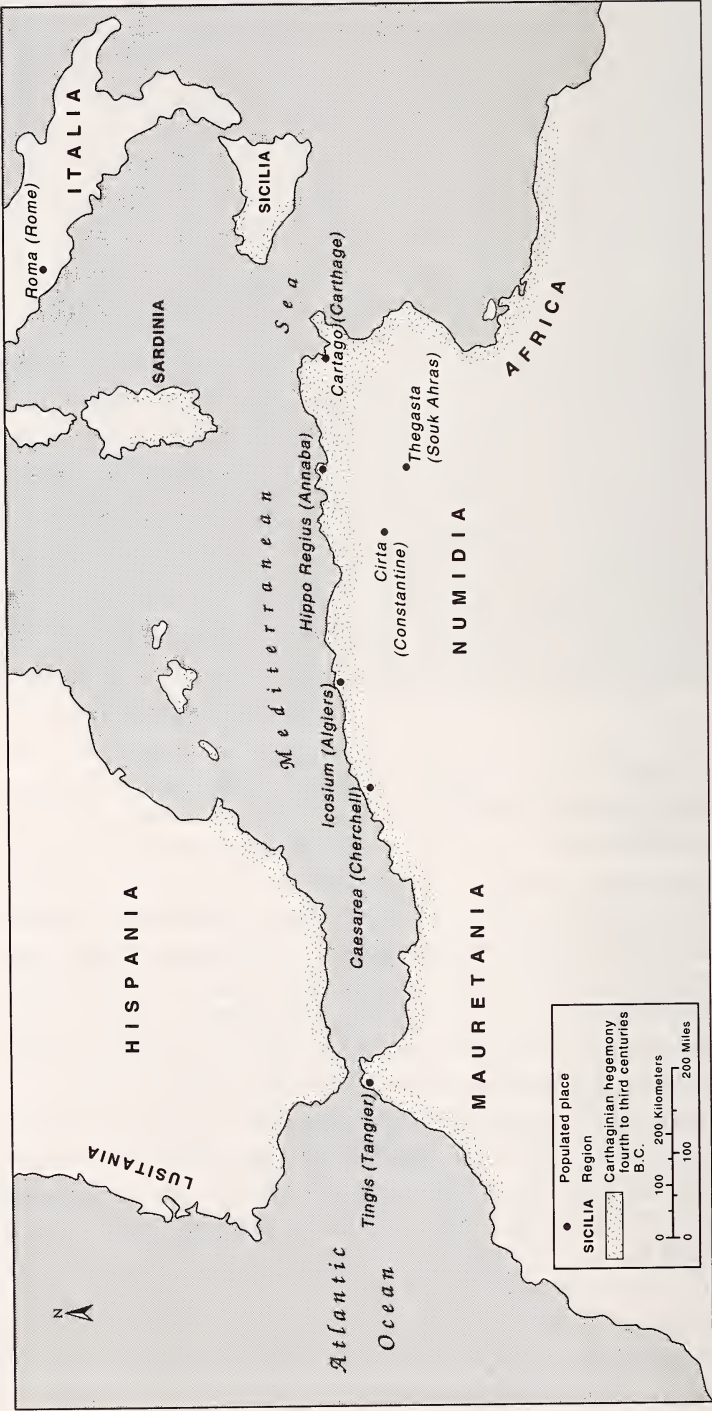 N
Atlantic
Ocean
LUSITANIA
HISPANIA
Tingis (Tangier)
MAURETANIA
Mediterranean
Sea
Caesarea (Cherchell)
Icosium (Algiers)
Hippo Regius (Annaba)
Cirta
(Constantine)
NUMIDIA
Thegasta
(Souk Ahras)
Cartago (Carthage)
AFRICA
SARDINIA
Roma (Rome)
ITALIA
SICILIA
Populated place
SICILIA Region
Carthaginian hegemony
fourth to third centuries
B.C.
0 100 200 Kilometers
0 100 200 Miles